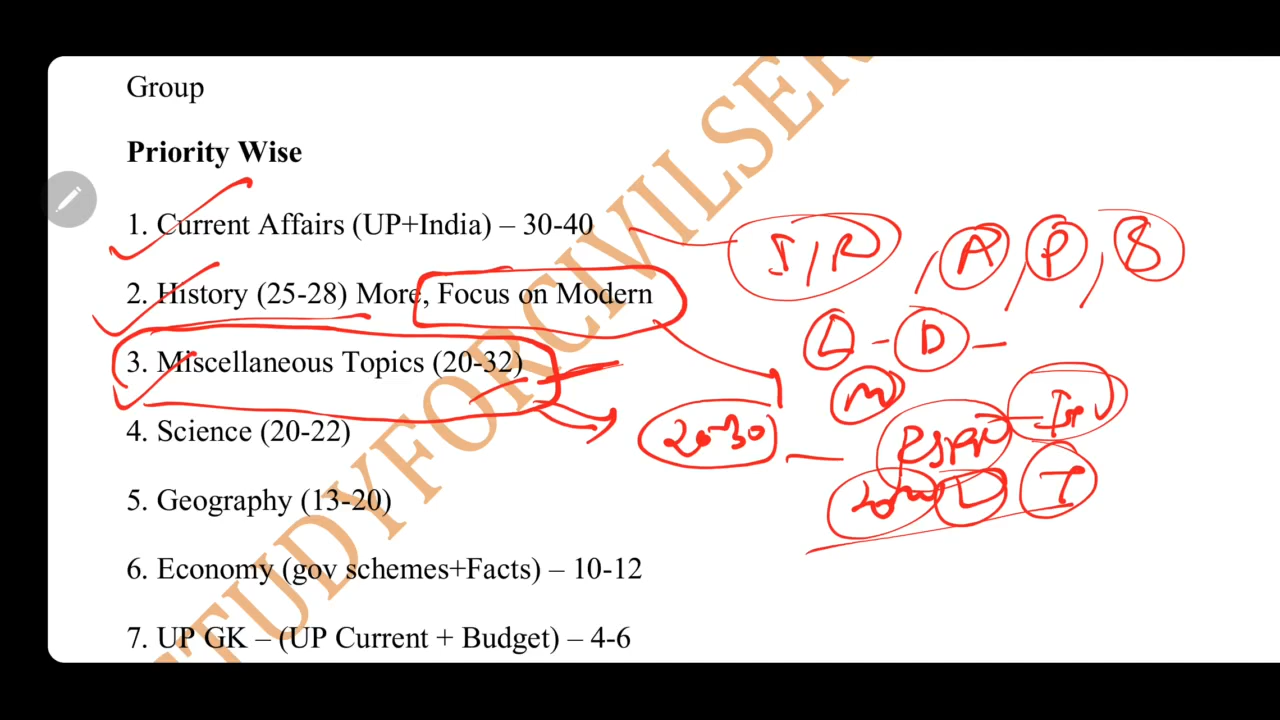 Group
Priority Wise
1. Current Affairs (UP+India) – 30-40
S/R, A, P, S
2. History (25-28) More, Focus on Modern
L - D -
3. Miscellaneous Topics (20-32)
M
4. Science (20-22)
20-30
5. Geography (13-20)
L T
6. Economy (gov schemes+Facts) – 10-12
7. UP GK – (UP Current + Budget) – 4-6
STUDYFORCIVILSER